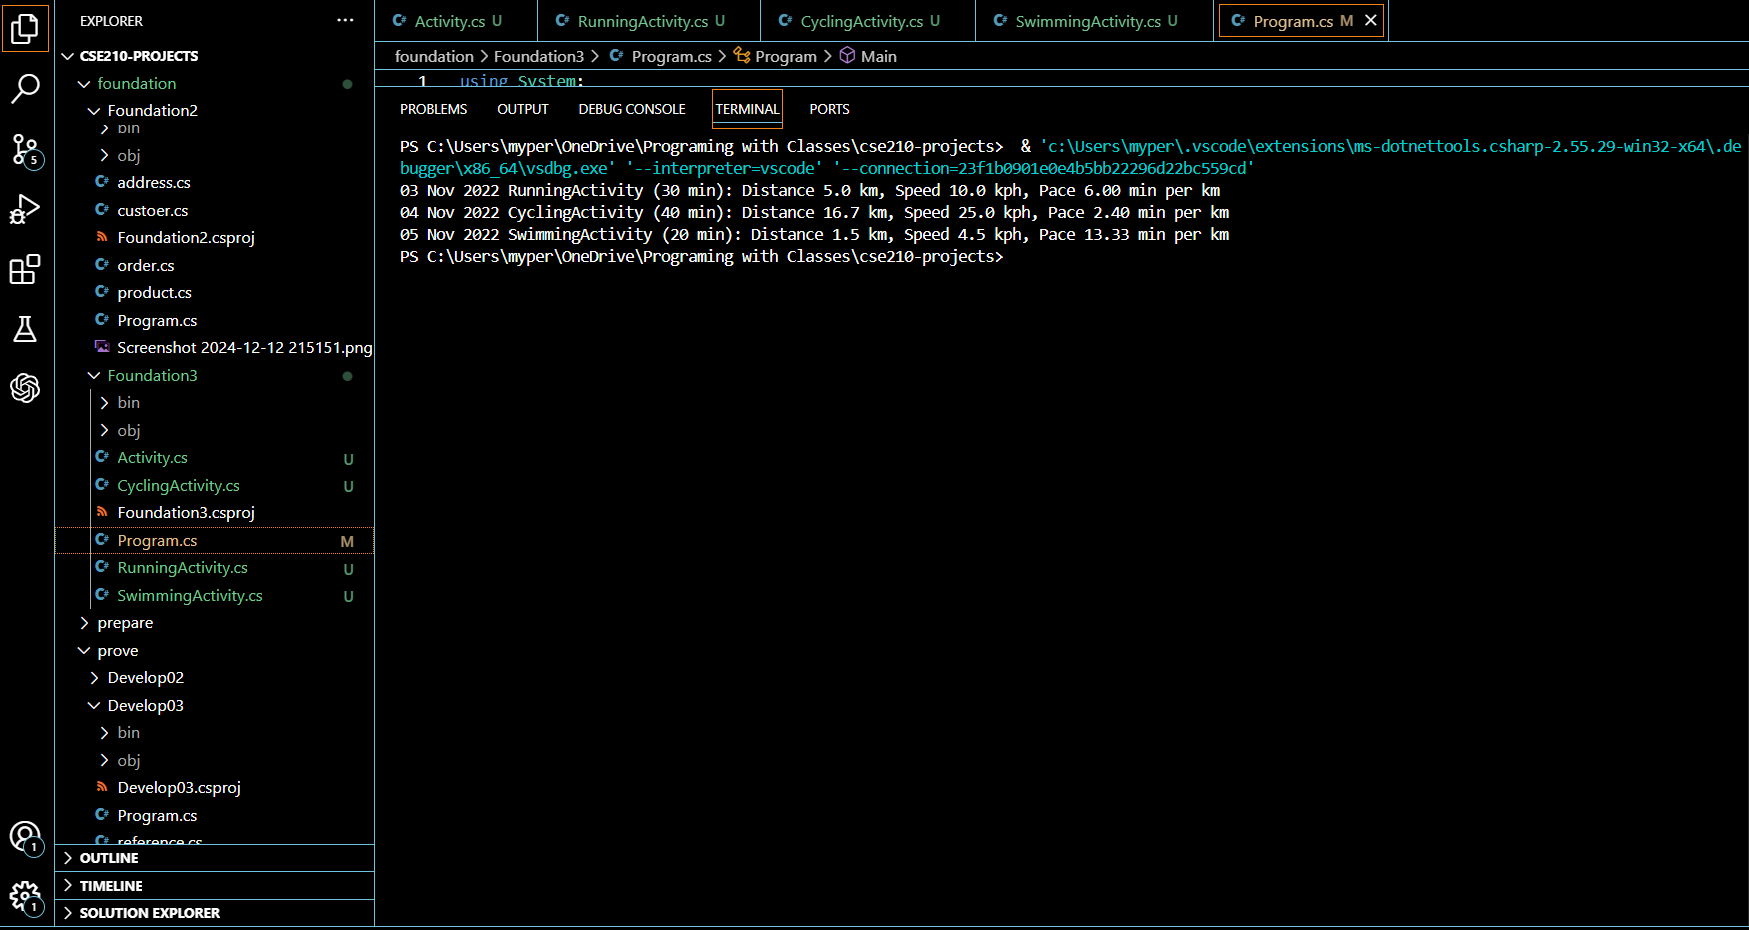 EXPLORER
CSE210-PROJECTS
foundation
Foundation2
bin
obj
address.cs
custoer.cs
Foundation2.csproj
order.cs
product.cs
Program.cs
Screenshot 2024-12-12 215151.png
Foundation3
bin
obj
Activity.cs U
CyclingActivity.cs U
Foundation3.csproj
Program.cs M
RunningActivity.cs U
SwimmingActivity.cs U
prepare
prove
Develop02
Develop03
bin
obj
Develop03.csproj
Program.cs
reference.cs
OUTLINE
TIMELINE
SOLUTION EXPLORER
5
1
1
Activity.cs U RunningActivity.cs U CyclingActivity.cs U SwimmingActivity.cs U Program.cs M
foundation > Foundation3 > Program.cs > Program > Main
1 using System;
PROBLEMS OUTPUT DEBUG CONSOLE TERMINAL PORTS
PS C:\Users\myper\OneDrive\Programing with Classes\cse210-projects>  & 'c:\Users\myper\.vscode\extensions\ms-dotnettools.csharp-2.55.29-win32-x64\.de
bugger\x86_64\vsdbg.exe' '--interpreter=vscode' '--connection=23f1b0901e0e4b5bb22296d22bc559cd'
03 Nov 2022 RunningActivity (30 min): Distance 5.0 km, Speed 10.0 kph, Pace 6.00 min per km
04 Nov 2022 CyclingActivity (40 min): Distance 16.7 km, Speed 25.0 kph, Pace 2.40 min per km
05 Nov 2022 SwimmingActivity (20 min): Distance 1.5 km, Speed 4.5 kph, Pace 13.33 min per km
PS C:\Users\myper\OneDrive\Programing with Classes\cse210-projects>